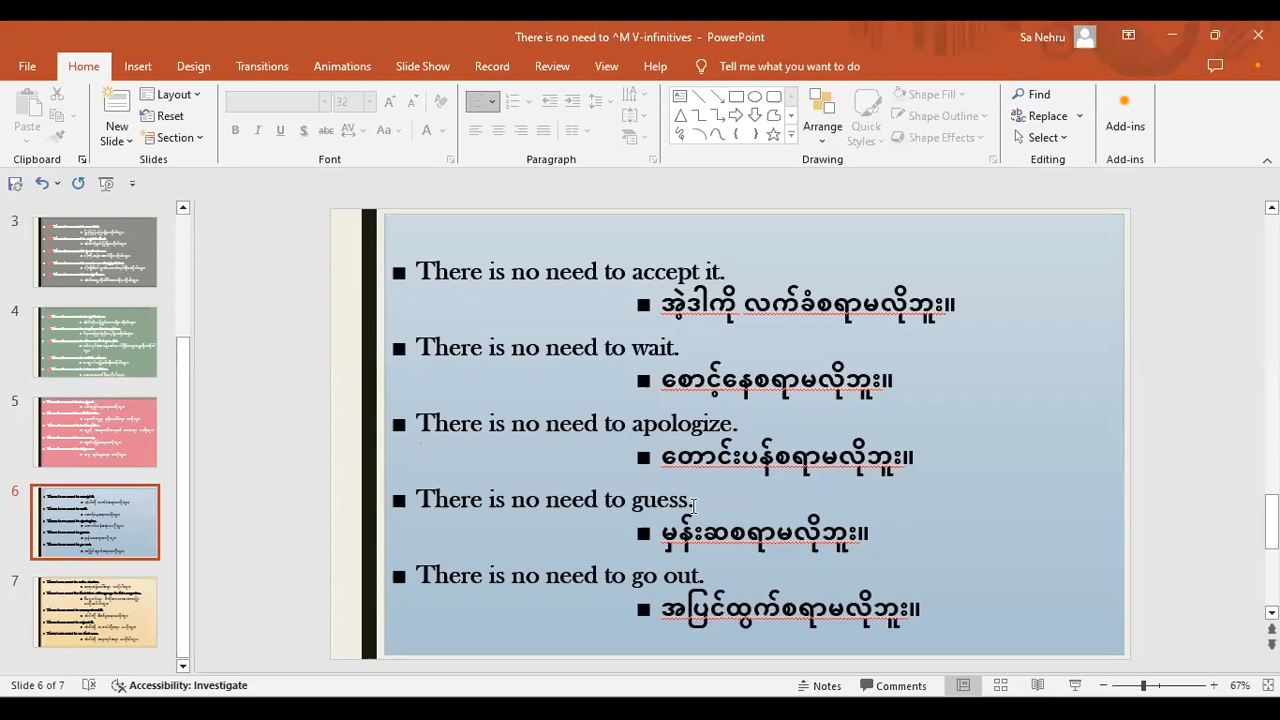 There is no need to ^M V-infinitives - PowerPoint
Sa Nehru
File Home Insert Design Transitions Animations Slide Show Record Review View Help Tell me what you want to do
Paste
Clipboard
New Slide
Layout
Reset
Section
Slides
32
Font
Paragraph
Arrange
Quick Styles
Shape Fill
Shape Outline
Shape Effects
Drawing
Find
Replace
Select
Editing
Add-ins
Add-ins
3
4
5
6
7
There is no need to accept it.
အဲ့ဒါကို လက်ခံစရာမလိုဘူး။
There is no need to wait.
စောင့်နေစရာမလိုဘူး။
There is no need to apologize.
တောင်းပန်စရာမလိုဘူး။
There is no need to guess.
မှန်းဆစရာမလိုဘူး။
There is no need to go out.
အပြင်ထွက်စရာမလိုဘူး။
Slide 6 of 7 Accessibility: Investigate Notes Comments 67%